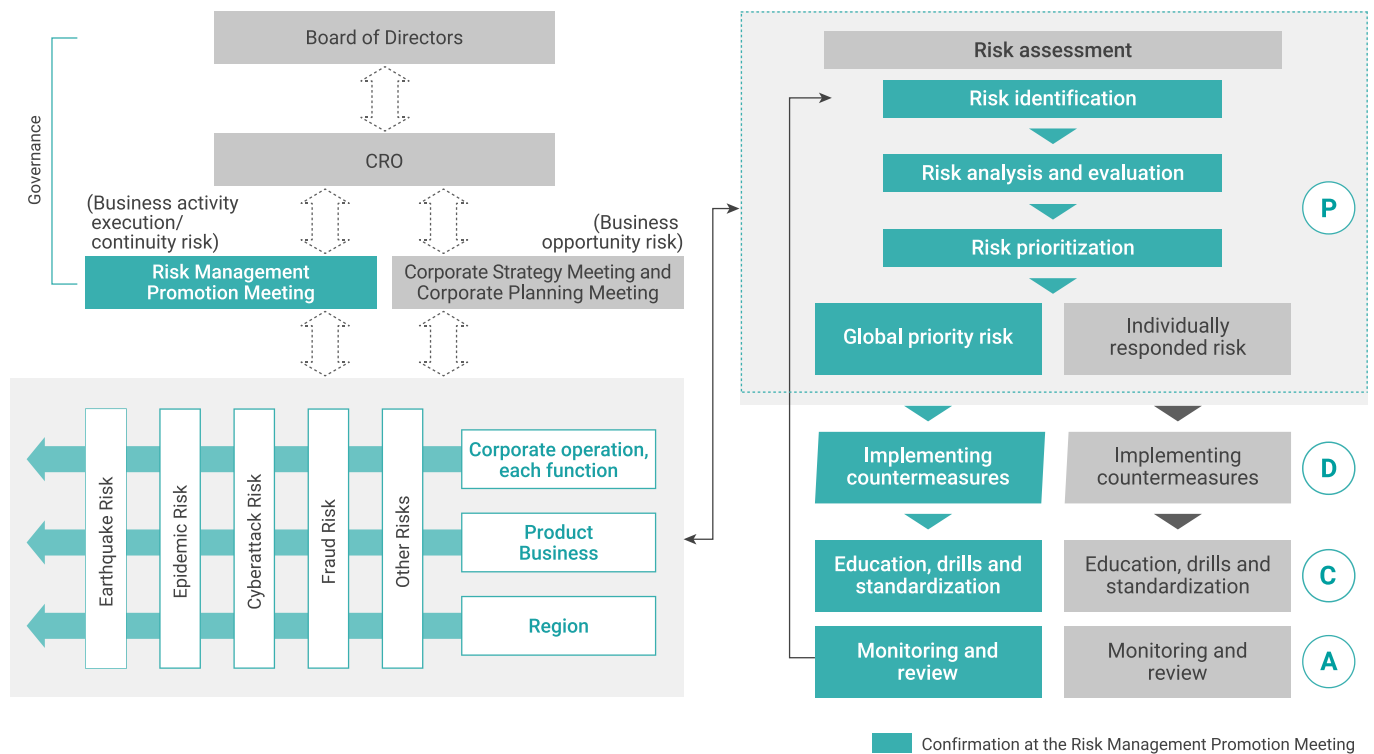 Board of Directors
Governance
CRO
(Business activity
execution/
continuity risk)
(Business
opportunity risk)
Risk Management
Promotion Meeting
Corporate Strategy Meeting and
Corporate Planning Meeting
Earthquake Risk
Epidemic Risk
Cyberattack Risk
Fraud Risk
Other Risks
Corporate operation,
each function
Product
Business
Region
Risk assessment
Risk identification
Risk analysis and evaluation
Risk prioritization
P
Global priority risk
Individually
responded risk
Implementing
countermeasures
Implementing
countermeasures
D
Education, drills and
standardization
Education, drills and
standardization
C
Monitoring and
review
Monitoring and
review
A
Confirmation at the Risk Management Promotion Meeting